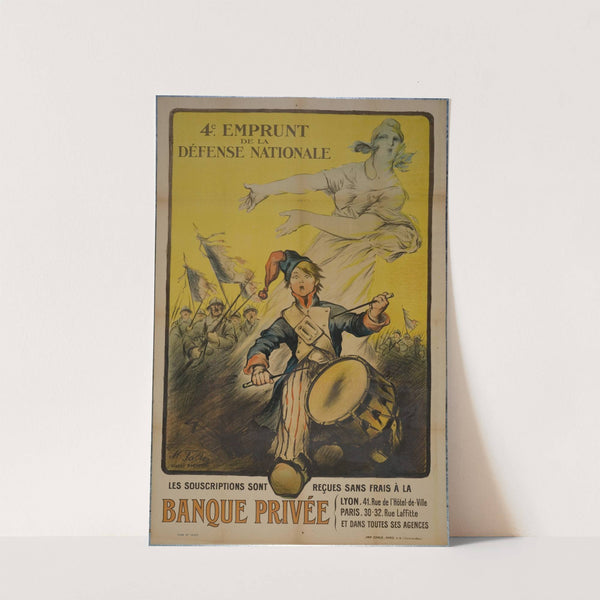 4e EMPRUNT
DE LA
DÉFENSE NATIONALE
LES SOUSCRIPTIONS SONT REÇUES SANS FRAIS À LA
BANQUE PRIVÉE
LYON. 41. Rue de l'Hôtel-de-Ville
PARIS. 30-32. Rue Laffitte
ET DANS TOUTES SES AGENCES